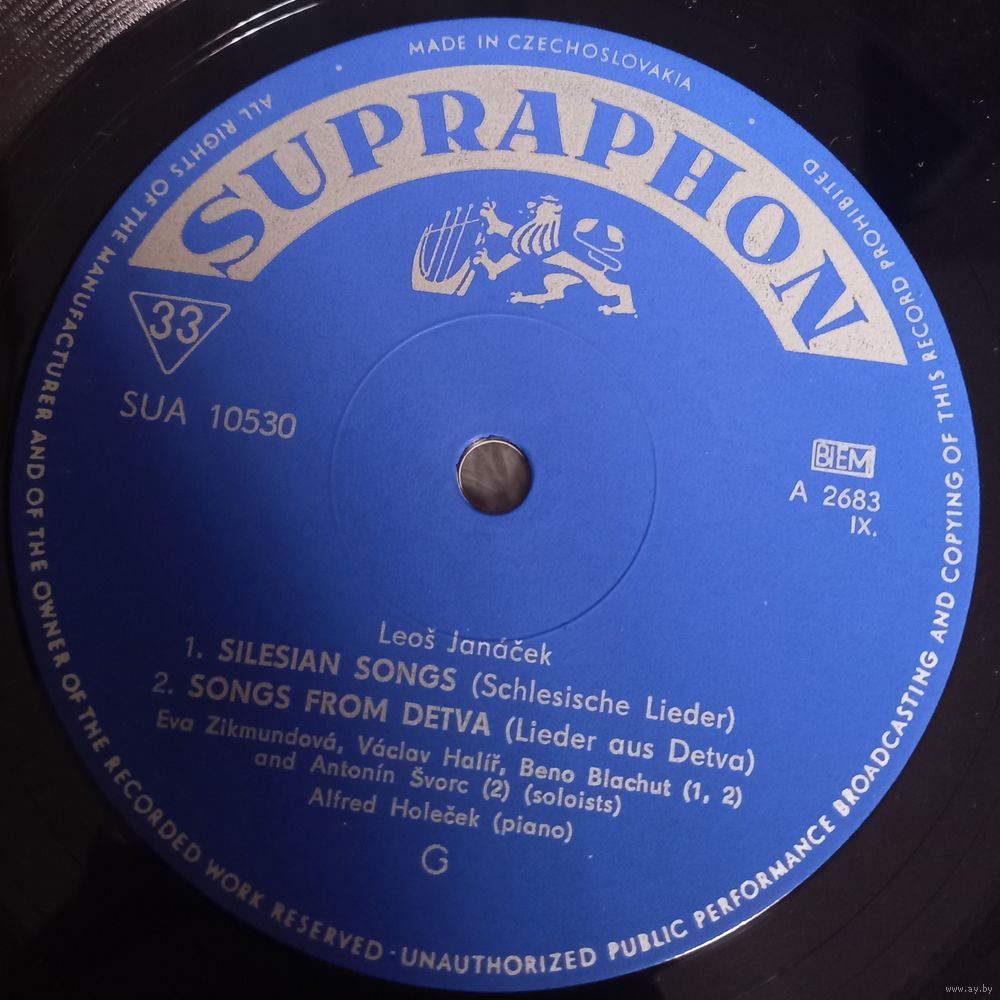 MADE IN CZECHOSLOVAKIA
SUPRAPHON
33
SUA 10530
BIEM
A 2683
IX.
Leoš Janáček
1. SILESIAN SONGS (Schlesische Lieder)
2. SONGS FROM DETVA (Lieder aus Detva)
Eva Zikmundová, Václav Halíř, Beno Blachut (1, 2)
and Antonín Švorc (2) (soloists)
Alfred Holeček (piano)
G
ALL RIGHTS OF THE MANUFACTURER AND OF THE OWNER OF THE RECORDED WORK RESERVED - UNAUTHORIZED PUBLIC PERFORMANCE BROADCASTING AND COPYING OF THIS RECORD PROHIBITED
www.ay.by